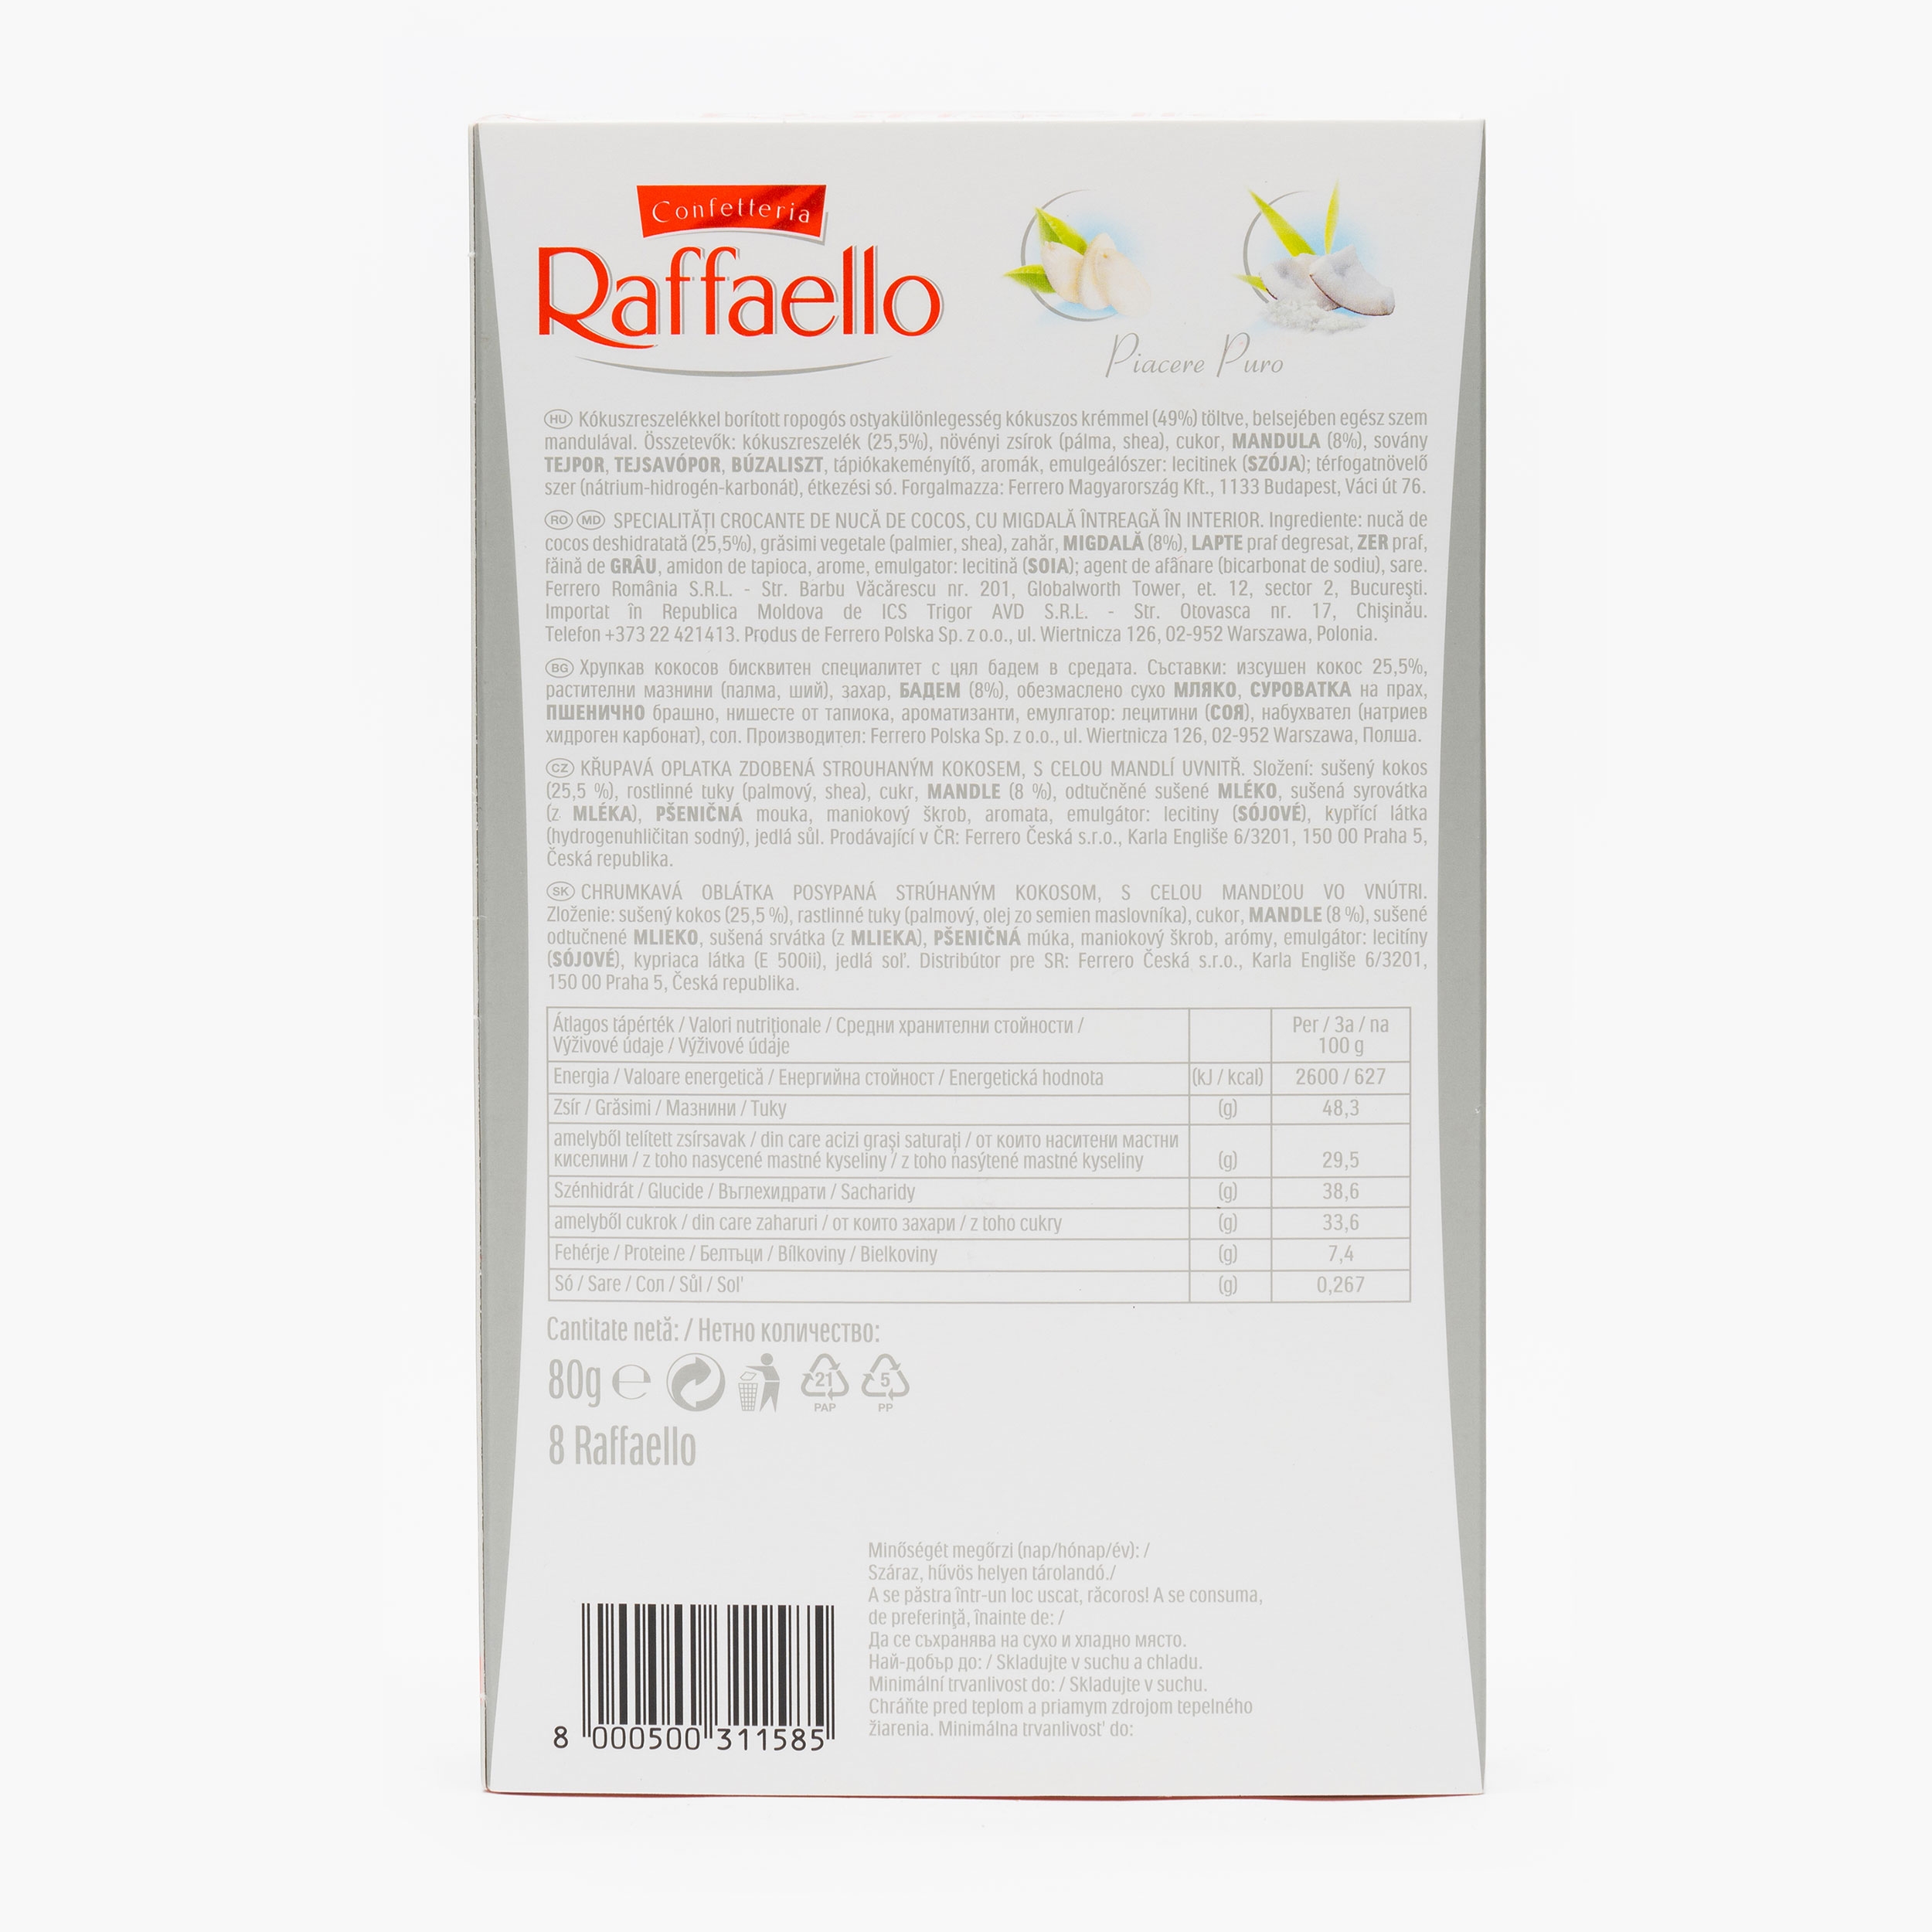 Confetteria
Raffaello
Piacere Puro
HU Kókuszreszelékkel borított ropogós ostyakülönlegesség kókuszos krémmel (49%) töltve, belsejében egész szem
mandulával. Összetevők: kókuszreszelék (25,5%), növényi zsírok (pálma, shea), cukor, MANDULA (8%), sovány
TEJPOR, TEJSAVÓPOR, BÚZALISZT, tápiókakeményítő, aromák, emulgeálószer: lecitinek (SZÓJA); térfogatnövelő
szer (nátrium-hidrogén-karbonát), étkezési só. Forgalmazza: Ferrero Magyarország Kft., 1133 Budapest, Váci út 76.
RO MD SPECIALITĂȚI CROCANTE DE NUCĂ DE COCOS, CU MIGDALĂ ÎNTREAGĂ ÎN INTERIOR. Ingrediente: nucă de
cocos deshidratată (25,5%), grăsimi vegetale (palmier, shea), zahăr, MIGDALĂ (8%), LAPTE praf degresat, ZER praf,
făină de GRÂU, amidon de tapioca, arome, emulgator: lecitină (SOIA); agent de afânare (bicarbonat de sodiu), sare.
Ferrero România S.R.L. - Str. Barbu Văcărescu nr. 201, Globalworth Tower, et. 12, sector 2, București.
Importat în Republica Moldova de ICS Trigor AVD S.R.L. - Str. Otovasca nr. 17, Chișinău.
Telefon +373 22 421413. Produs de Ferrero Polska Sp. z o.o., ul. Wiertnicza 126, 02-952 Warszawa, Polonia.
BG Хрупкав кокосов бисквитен специалитет с цял бадем в средата. Съставки: изсушен кокос 25,5%,
растителни мазнини (палма, ший), захар, БАДЕМ (8%), обезмаслено сухо МЛЯКО, СУРОВАТКА на прах,
ПШЕНИЧНО брашно, нишесте от тапиока, ароматизанти, емулгатор: лецитини (СОЯ), набухвател (натриев
хидроген карбонат), сол. Производител: Ferrero Polska Sp. z o.o., ul. Wiertnicza 126, 02-952 Warszawa, Полша.
CZ KŘUPAVÁ OPLATKA ZDOBENÁ STROUHANÝM KOKOSEM, S CELOU MANDLÍ UVNITŘ. Složení: sušený kokos
(25,5 %), rostlinné tuky (palmový, shea), cukr, MANDLE (8 %), odtučněné sušené MLÉKO, sušená syrovátka
(z MLÉKA), PŠENIČNÁ mouka, maniokový škrob, aromata, emulgátor: lecitiny (SÓJOVÉ), kypřící látka
(hydrogenuhličitan sodný), jedlá sůl. Prodávající v ČR: Ferrero Česká s.r.o., Karla Engliše 6/3201, 150 00 Praha 5,
Česká republika.
SK CHRUMKAVÁ OBLÁTKA POSYPANÁ STRÚHANÝM KOKOSOM, S CELOU MANDĽOU VO VNÚTRI.
Zloženie: sušený kokos (25,5 %), rastlinné tuky (palmový, olej zo semien maslovníka), cukor, MANDLE (8 %), sušené
odtučnené MLIEKO, sušená srvátka (z MLIEKA), PŠENIČNÁ múka, maniokový škrob, arómy, emulgátor: lecitíny
(SÓJOVÉ), kypriaca látka (E 500ii), jedlá soľ. Distribútor pre SR: Ferrero Česká s.r.o., Karla Engliše 6/3201,
150 00 Praha 5, Česká republika.
Átlagos tápérték / Valori nutriționale / Средни хранителни стойности / Per / За / na
Výživové údaje / Výživové údaje 100 g
Energia / Valoare energetică / Енергийна стойност / Energetická hodnota (kJ / kcal) 2600 / 627
Zsír / Grăsimi / Мазнини / Tuky (g) 48,3
amelyből telített zsírsavak / din care acizi grași saturați / от които наситени мастни
киселини / z toho nasycené mastné kyseliny / z toho nasýtené mastné kyseliny (g) 29,5
Szénhidrát / Glucide / Въглехидрати / Sacharidy (g) 38,6
amelyből cukrok / din care zaharuri / от които захари / z toho cukry (g) 33,6
Fehérje / Proteine / Белтъци / Bílkoviny / Bielkoviny (g) 7,4
Só / Sare / Сол / Sůl / Soľ (g) 0,267
Cantitate netă: / Нетно количество:
80g ℮
21 PAP
5 PP
8 Raffaello
Minőségét megőrzi (nap/hónap/év): /
Száraz, hűvös helyen tárolandó./
A se păstra într-un loc uscat, răcoros! A se consuma,
de preferință, înainte de: /
Да се съхранява на сухо и хладно място.
Най-добър до: / Skladujte v suchu a chladu.
Minimální trvanlivost do: / Skladujte v suchu.
Chráňte pred teplom a priamym zdrojom tepelného
žiarenia. Minimálna trvanlivosť do:
8 000500 311585